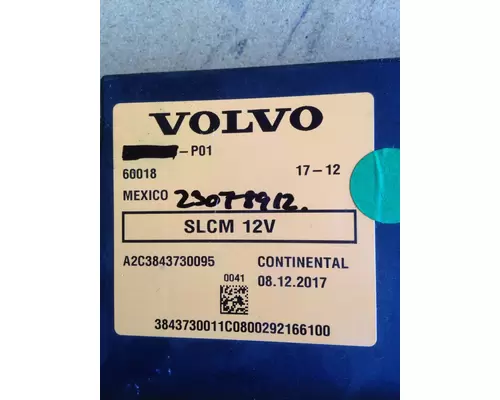 VOLVO
-P01
60018 17-12
MEXICO 23078912.
SLCM 12V
A2C3843730095 CONTINENTAL
0041 08.12.2017
3843730011C0800292166100